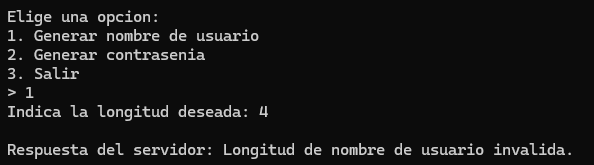 Elige una opcion:
1. Generar nombre de usuario
2. Generar contrasenia
3. Salir
> 1
Indica la longitud deseada: 4
Respuesta del servidor: Longitud de nombre de usuario invalida.